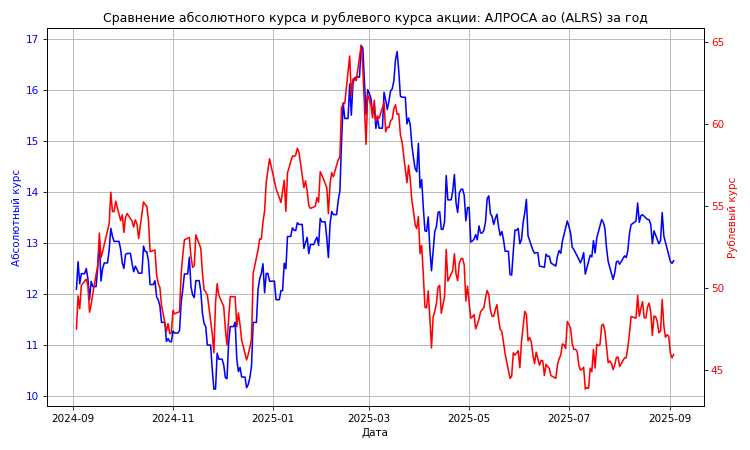 Сравнение абсолютного курса и рублевого курса акции: АЛРОСА ао (ALRS) за год
17
16
15
14
13
12
11
10
Абсолютный курс
65
60
55
50
45
Рублевый курс
2024-09 2024-11 2025-01 2025-03 2025-05 2025-07 2025-09
Дата